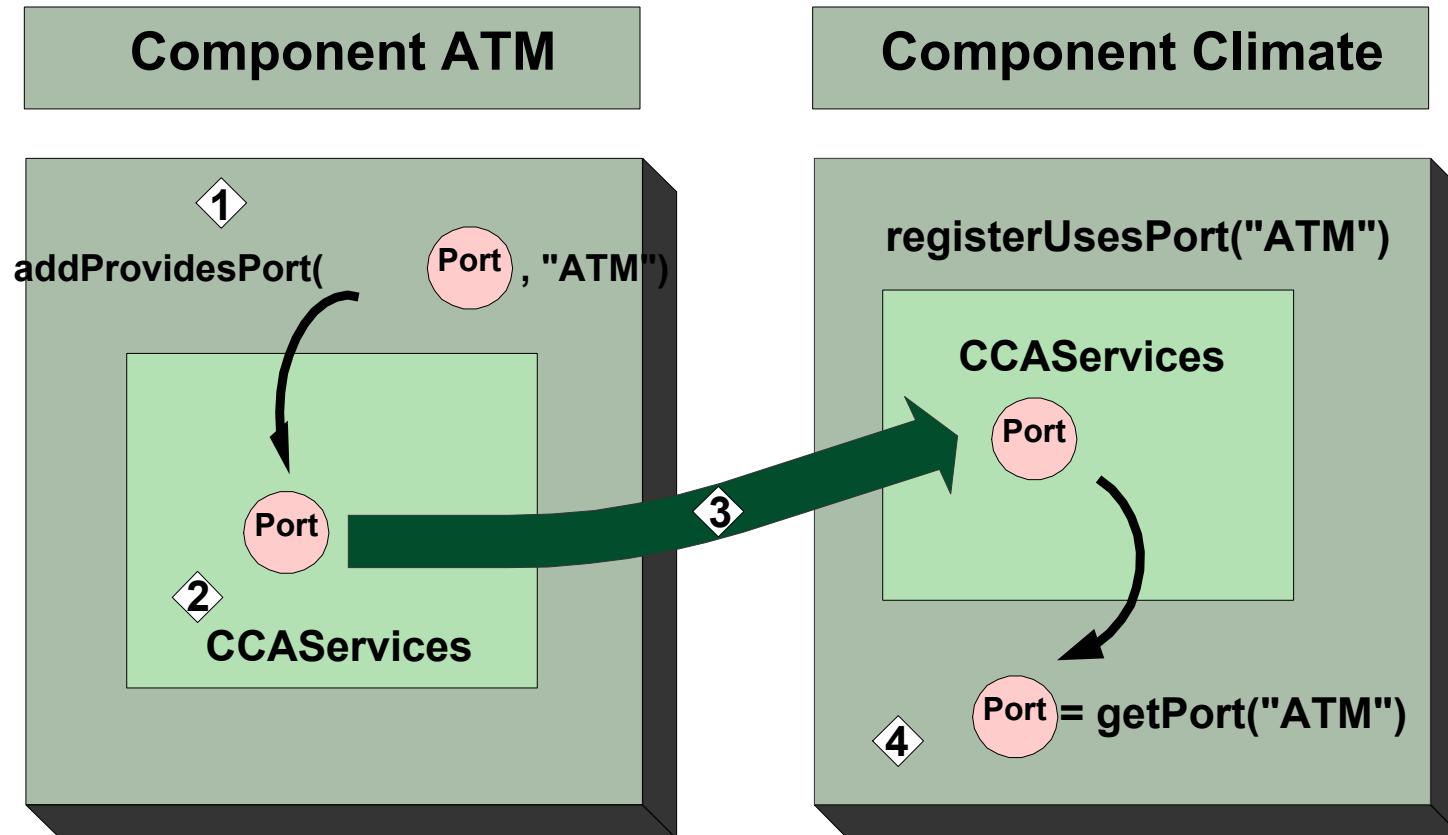 Component ATM
1
addProvidesPort( Port , "ATM")
Port
2
CCAServices
3
Component Climate
registerUsesPort("ATM")
CCAServices
Port
Port = getPort("ATM")
4